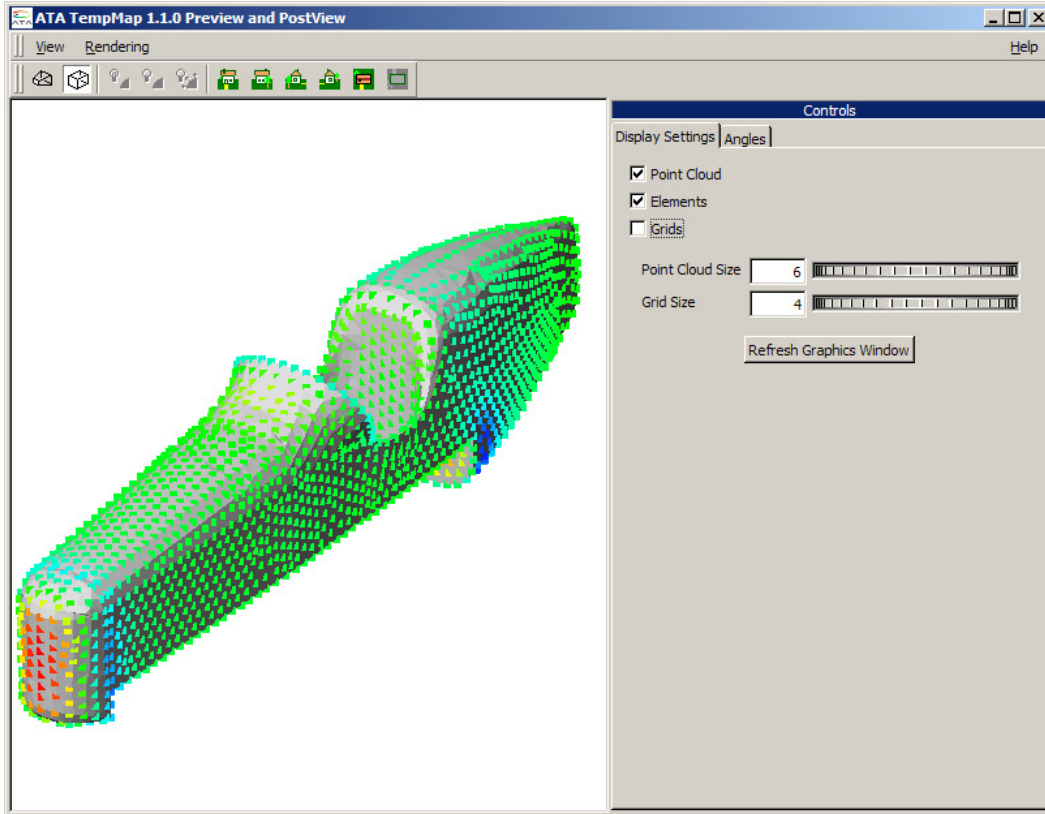 ATA TempMap 1.1.0 Preview and PostView
View Rendering Help
Controls
Display Settings Angles
Point Cloud
Elements
Grids
Point Cloud Size 6
Grid Size 4
Refresh Graphics Window